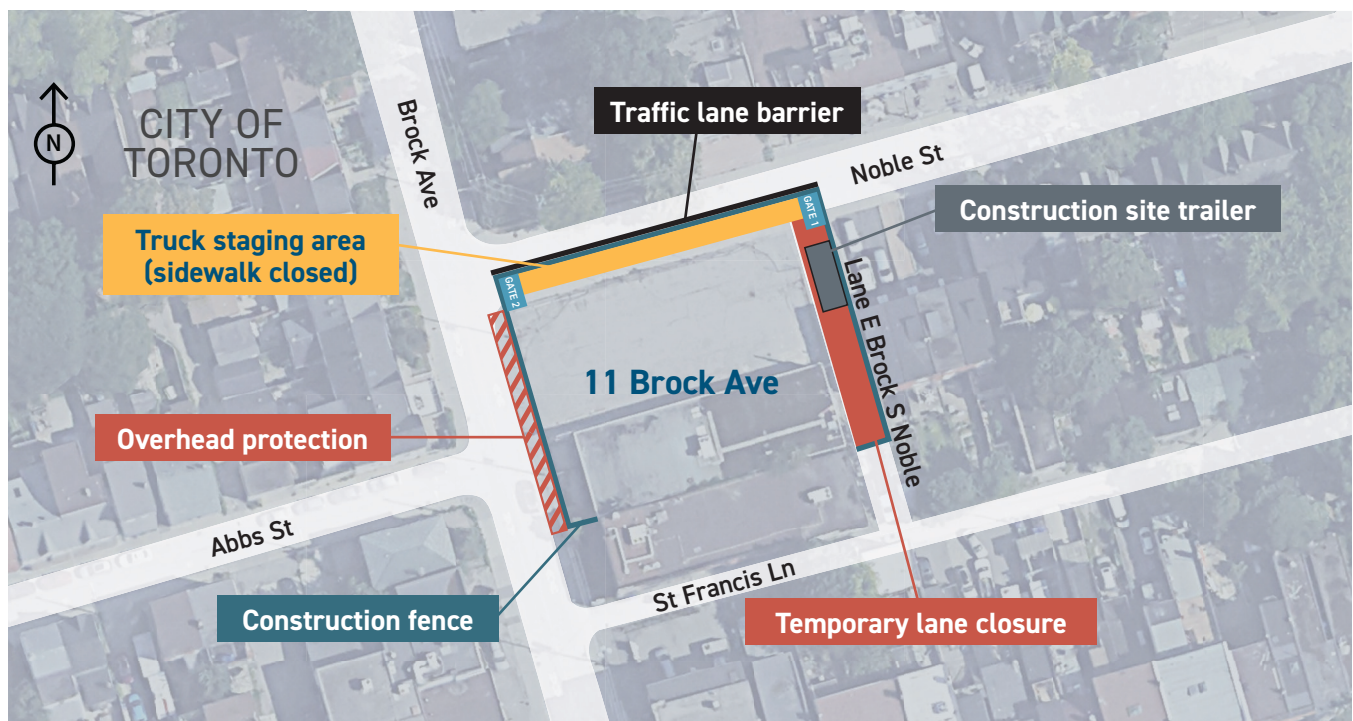 N
CITY OF
TORONTO
Brock Ave
Traffic lane barrier
Noble St
Construction site trailer
Truck staging area
(sidewalk closed)
GATE 1
GATE 2
Lane E Brock S Noble
11 Brock Ave
Overhead protection
Abbs St
St Francis Ln
Construction fence
Temporary lane closure